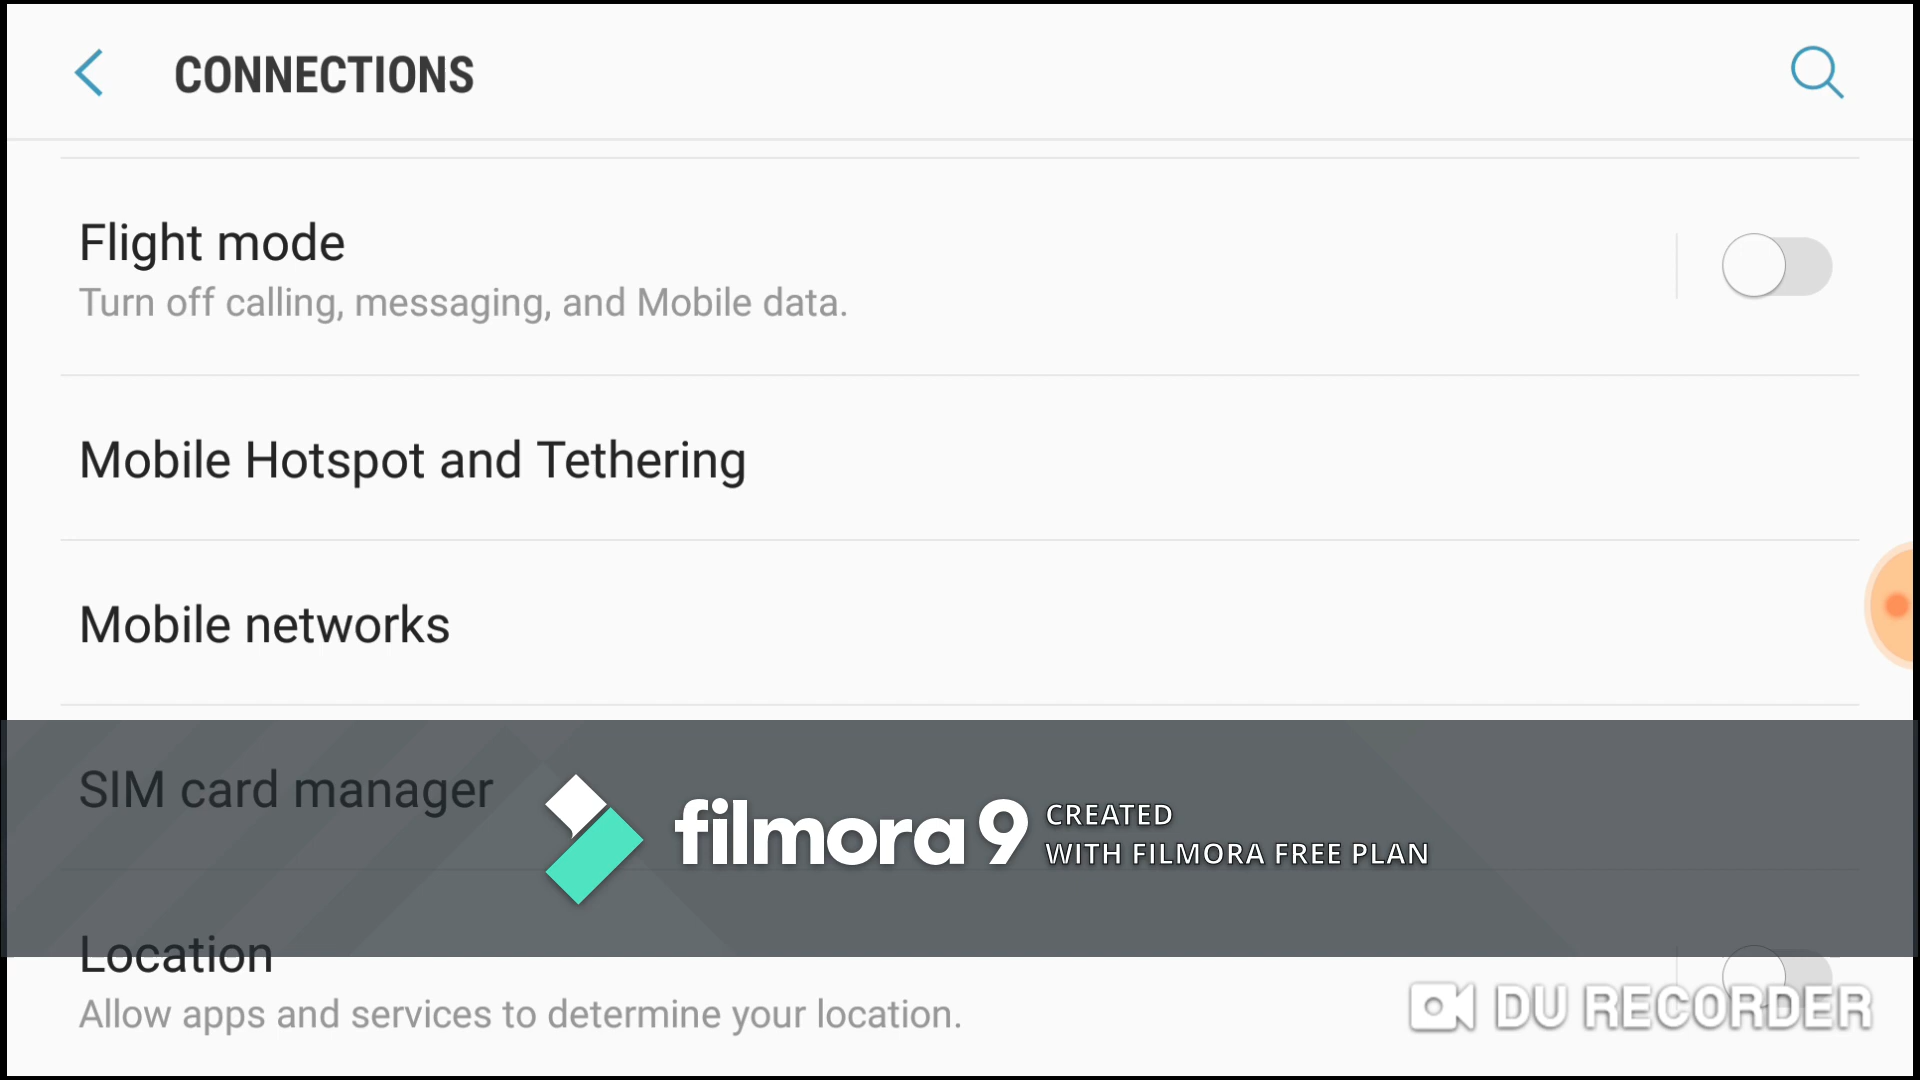 CONNECTIONS
Flight mode
Turn off calling, messaging, and Mobile data.
Mobile Hotspot and Tethering
Mobile networks
SIM card manager
filmora9 CREATED
WITH FILMORA FREE PLAN
Location
Allow apps and services to determine your location.
DU RECORDER